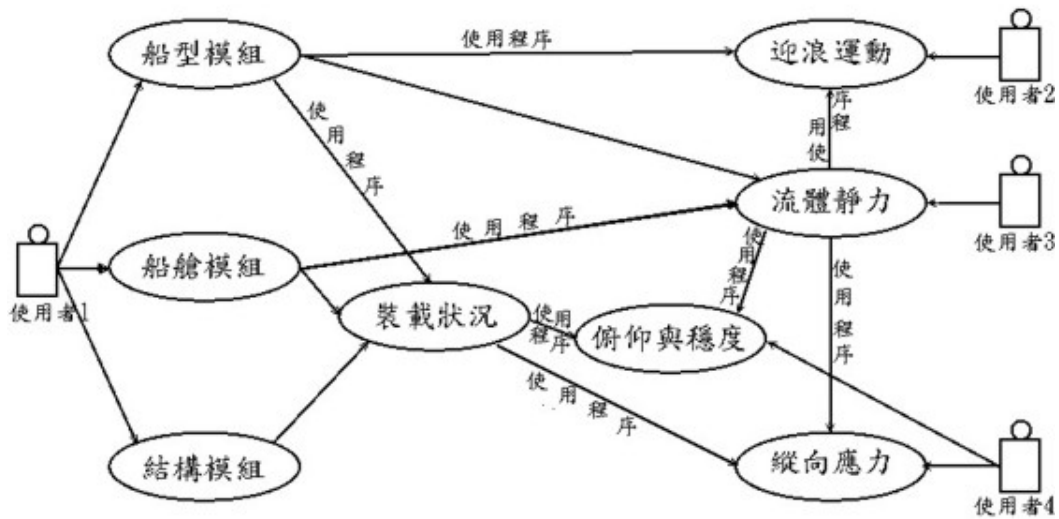 船型模組
使用程序
迎浪運動
使用者2
使用程序
使用程序
流體靜力
使用者3
使用程序
使用者1
船艙模組
裝載狀況
使用程序
使用程序
俯仰與穩度
使用程序
使用程序
結構模組
縱向應力
使用者4